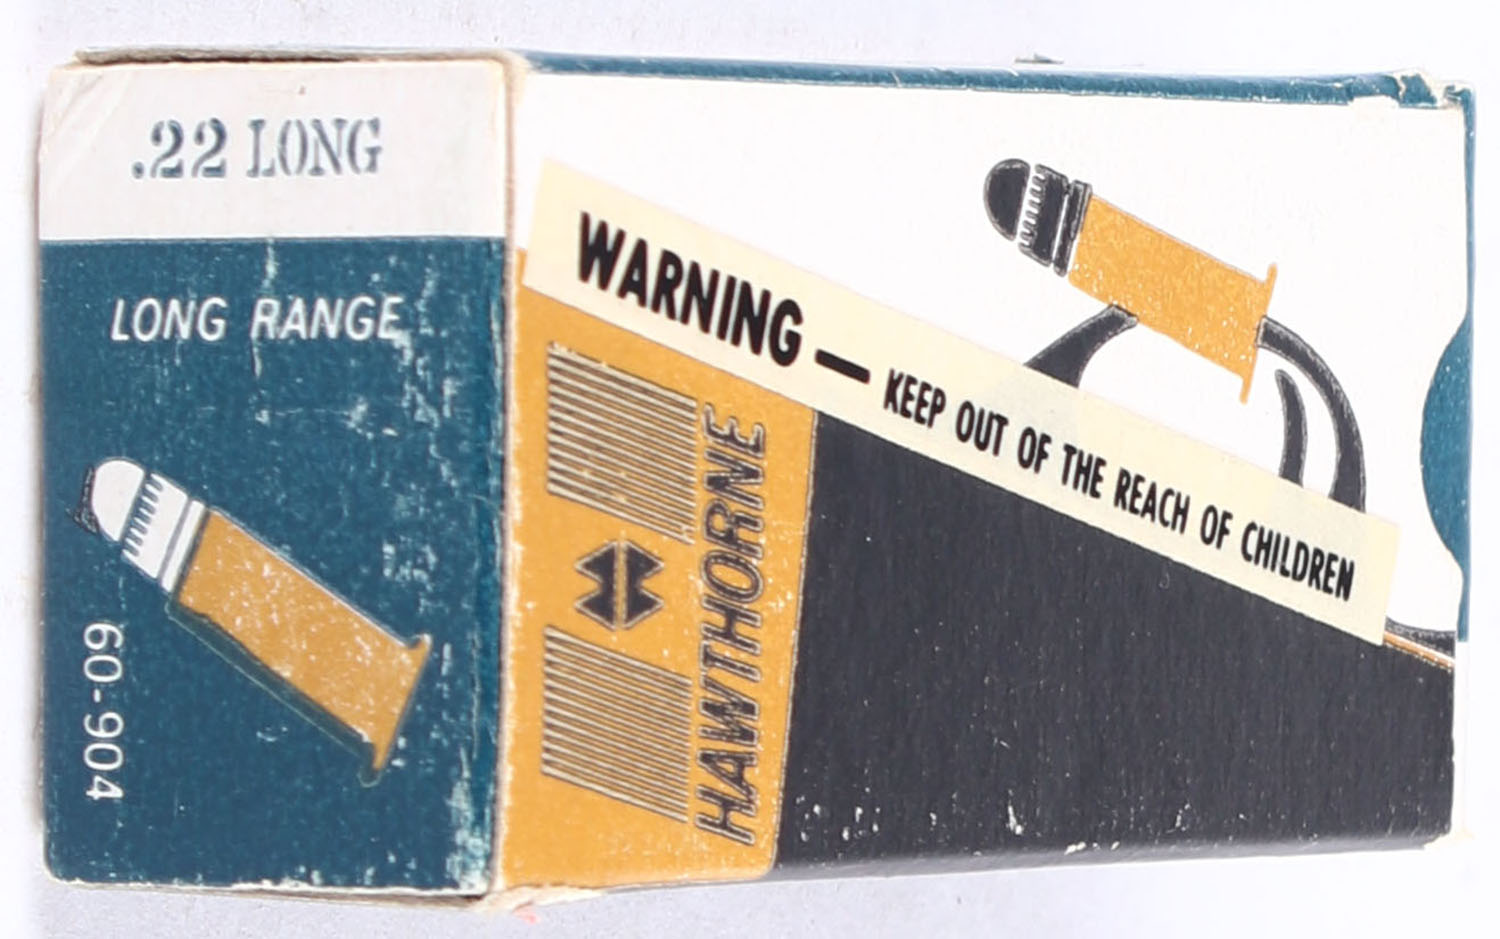 .22 LONG
LONG RANGE
60-904
WARNING — KEEP OUT OF THE REACH OF CHILDREN
HAWTHORNE